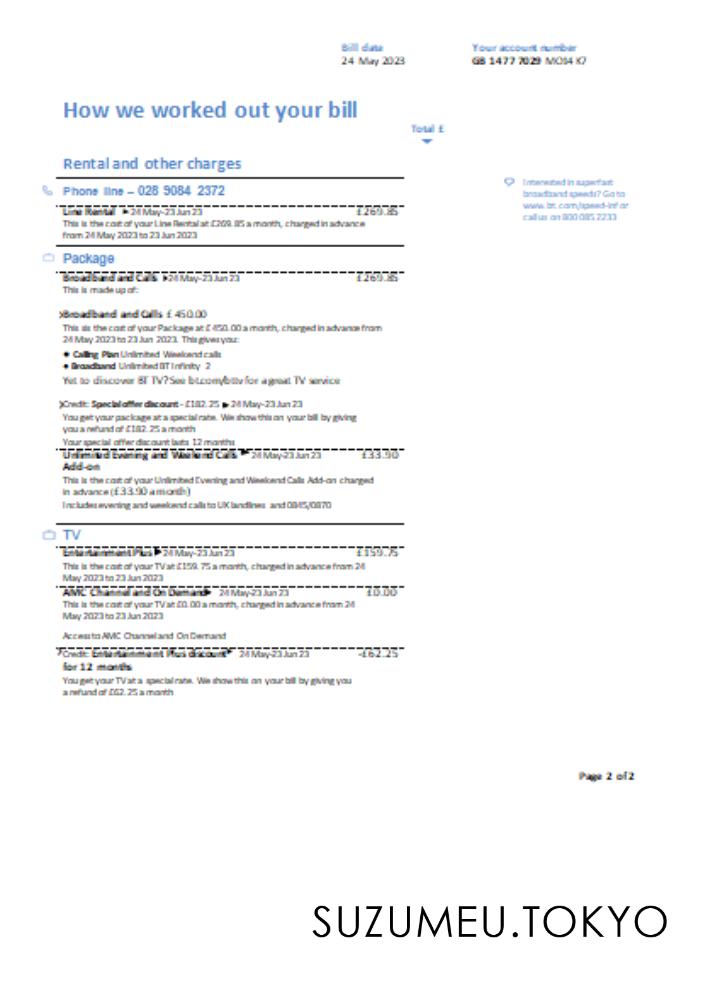 Bill date
24 May 2023
Your account number
GB 1477 7029 MO14 K7
How we worked out your bill
Total £
Rental and other charges
Phone line – 028 9084 2372
Line Rental ▶24 May-23 Jun 23 £269.85
This is the cost of your Line Rental at £269.85 a month, charged in advance
from 24 May 2023 to 23 Jun 2023
Interested in superfast
broadband speeds? Go to
www.bt.com/speed-inf or
call us on 800 085 2233
Package
Broadband and Calls ▶24 May-23 Jun 23 £269.85
This is made up of:
Broadband and Calls £ 450.00
This sis the cost of your Package at £450.00 a month, charged in advance from
24 May 2023 to 23 Jun 2023. This gives you:
● Calling Plan Unlimited Weekend calls
● Broadband Unlimited BT Infinity 2
Yet to discover BT TV? See bt.com/bttv for a great TV service
Credit: Special offer discount - £182.25 ▶ 24 May-23 Jun 23
You get your package at a special rate. We show this on your bill by giving
you a refund of £182.25 a month
Your special offer discount lasts 12 months
Unlimited Evening and Weekend Calls ▶ 24 May-23 Jun 23 £33.90
Add-on
This is the cost of your Unlimited Evening and Weekend Calls Add-on charged
in advance (£33.90 a month)
Includes evening and weekend calls to UK landlines and 0845/0870
TV
Entertainment Plus ▶24 May-23 Jun 23 £159.75
This is the cost of your TV at £159.75 a month, charged in advance from 24
May 2023 to 23 Jun 2023
AMC Channel and On Demand▶ 24 May-23 Jun 23 £0.00
This is the cost of your TV at £0.00 a month, charged in advance from 24
May 2023 to 23 Jun 2023
Access to AMC Channel and On Demand
Credit: Entertainment Plus discount▶ 24 May-23 Jun 23 -£62.25
for 12 months
You get your TV at a special rate. We show this on your bill by giving you
a refund of £62.25 a month
Page 2 of 2
SUZUMEU.TOKYO